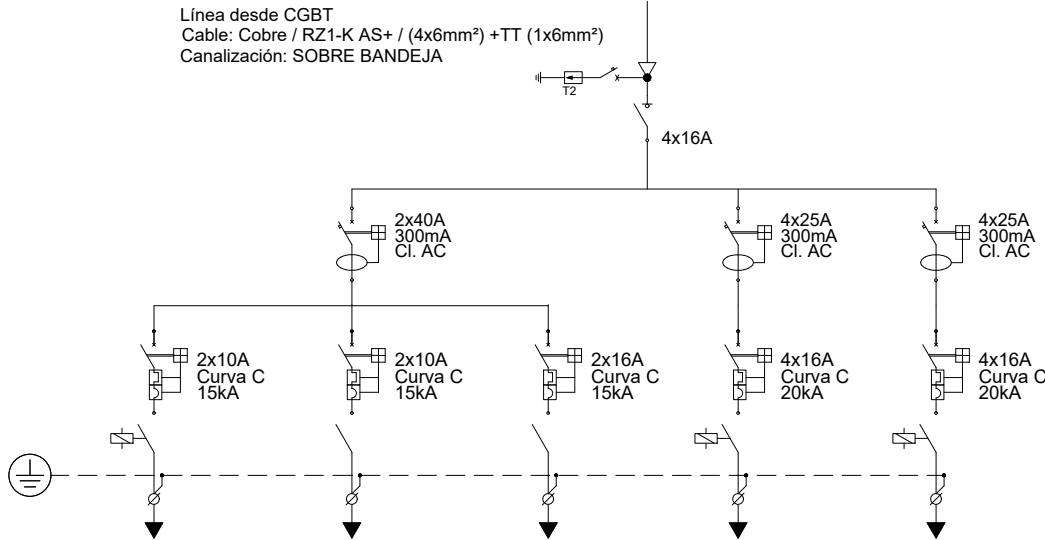 Línea desde CGBT
Cable: Cobre / RZ1-K AS+ / (4x6mm²) +TT (1x6mm²)
Canalización: SOBRE BANDEJA
T2
4x16A
2x40A
300mA
Cl. AC
4x25A
300mA
Cl. AC
4x25A
300mA
Cl. AC
2x10A
Curva C
15kA
2x10A
Curva C
15kA
2x16A
Curva C
15kA
4x16A
Curva C
20kA
4x16A
Curva C
20kA